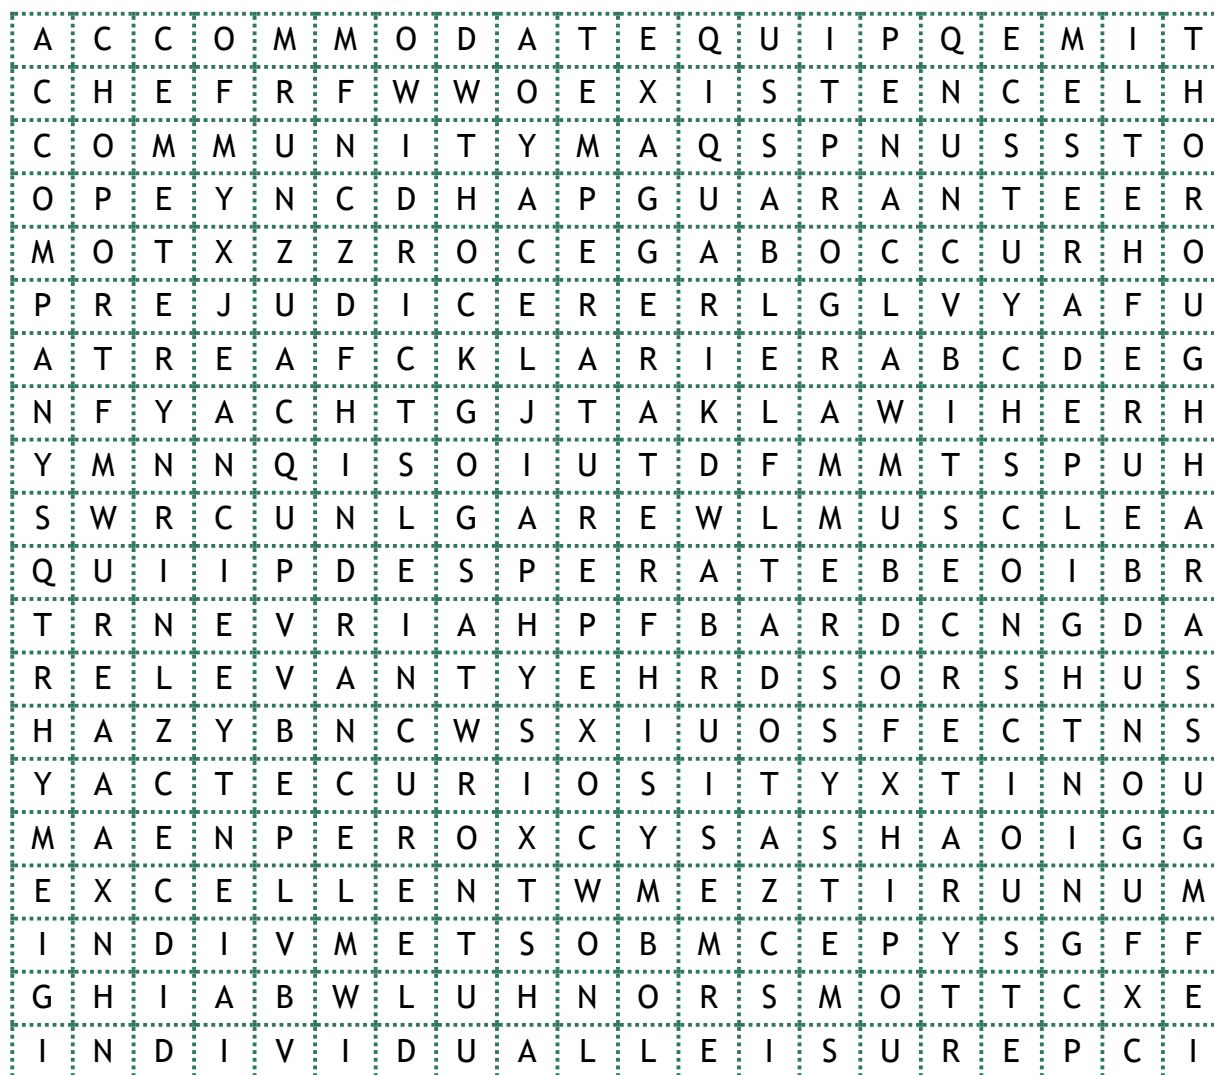 A C C O M M O D A T E Q U I P Q E M I T
C H E F R F W W O E X I S T E N C E L H
C O M M U N I T Y M A Q S P N U S S T O
O P E Y N C D H A P G U A R A N T E E R
M O T X Z Z R O C E G A B O C C U R H O
P R E J U D I C E R E R L G L V Y A F U
A T R E A F C K L A R I E R A B C D E G
N F Y A C H T G J T A K L A W I H E R H
Y M N N Q I S O I U T D F M M T S P U H
S W R C U N L G A R E W L M U S C L E A
Q U I I P D E S P E R A T E B E O I B R
T R N E V R I A H P F B A R D C N G D A
R E L E V A N T Y E H R D S O R S H U S
H A Z Y B N C W S X I U O S F E C T N S
Y A C T E C U R I O S I T Y X T I N O U
M A E N P E R O X C Y S A S H A O I G G
E X C E L L E N T W M E Z T I R U N U M
I N D I V M E T S O B M C E P Y S G F F
G H I A B W L U H N O R S M O T T C X E
I N D I V I D U A L L E I S U R E P C I